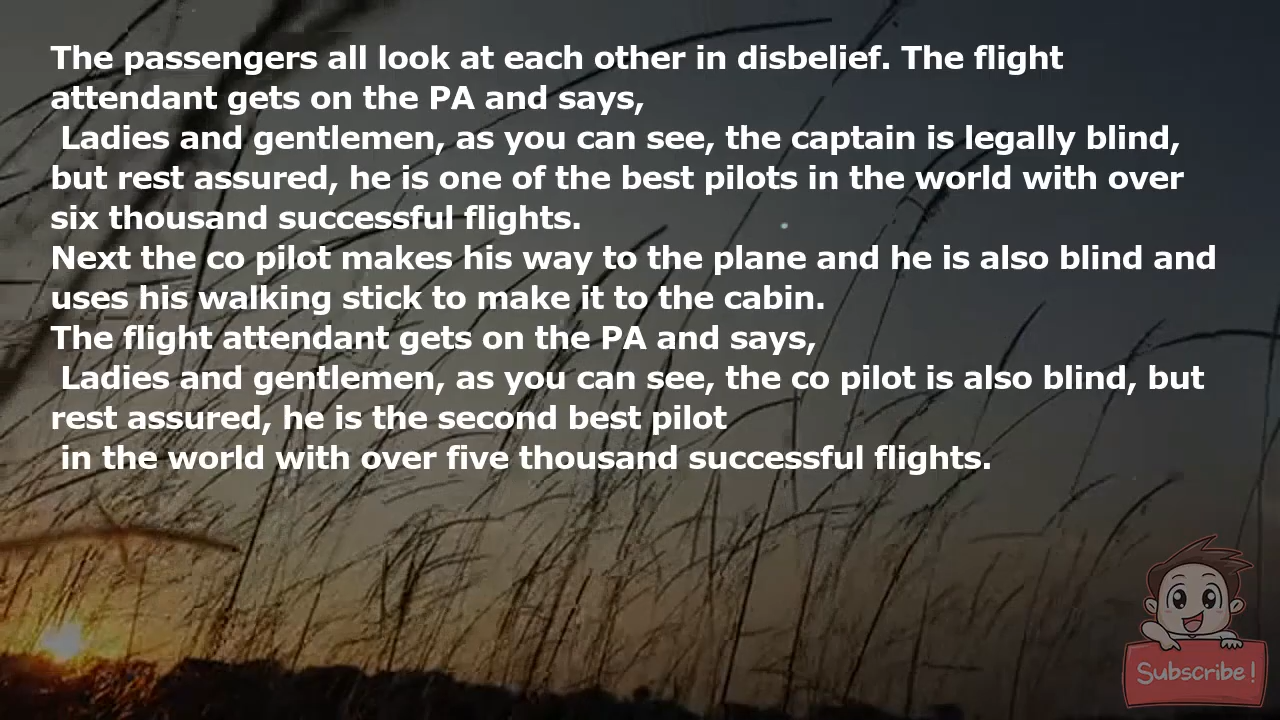 The passengers all look at each other in disbelief. The flight
attendant gets on the PA and says,
Ladies and gentlemen, as you can see, the captain is legally blind,
but rest assured, he is one of the best pilots in the world with over
six thousand successful flights.
Next the co pilot makes his way to the plane and he is also blind and
uses his walking stick to make it to the cabin.
The flight attendant gets on the PA and says,
Ladies and gentlemen, as you can see, the co pilot is also blind, but
rest assured, he is the second best pilot
in the world with over five thousand successful flights.
Subscribe!